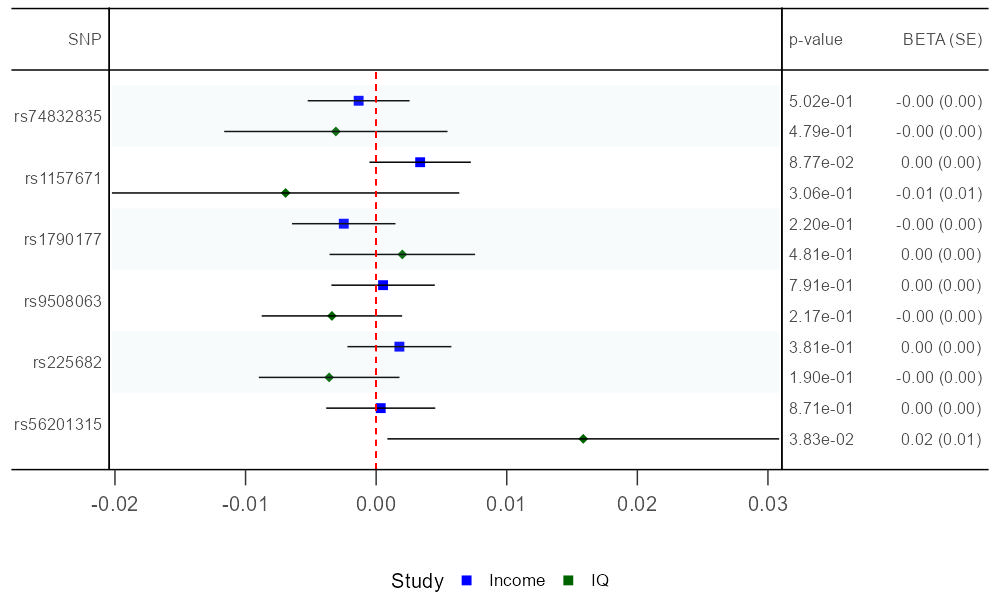 SNP p-value BETA (SE)
rs74832835
5.02e-01 -0.00 (0.00)
4.79e-01 -0.00 (0.00)
rs1157671
8.77e-02 0.00 (0.00)
3.06e-01 -0.01 (0.01)
rs1790177
2.20e-01 -0.00 (0.00)
4.81e-01 0.00 (0.00)
rs9508063
7.91e-01 0.00 (0.00)
2.17e-01 -0.00 (0.00)
rs225682
3.81e-01 0.00 (0.00)
1.90e-01 -0.00 (0.00)
rs56201315
8.71e-01 0.00 (0.00)
3.83e-02 0.02 (0.01)
-0.02 -0.01 0.00 0.01 0.02 0.03
Study Income IQ